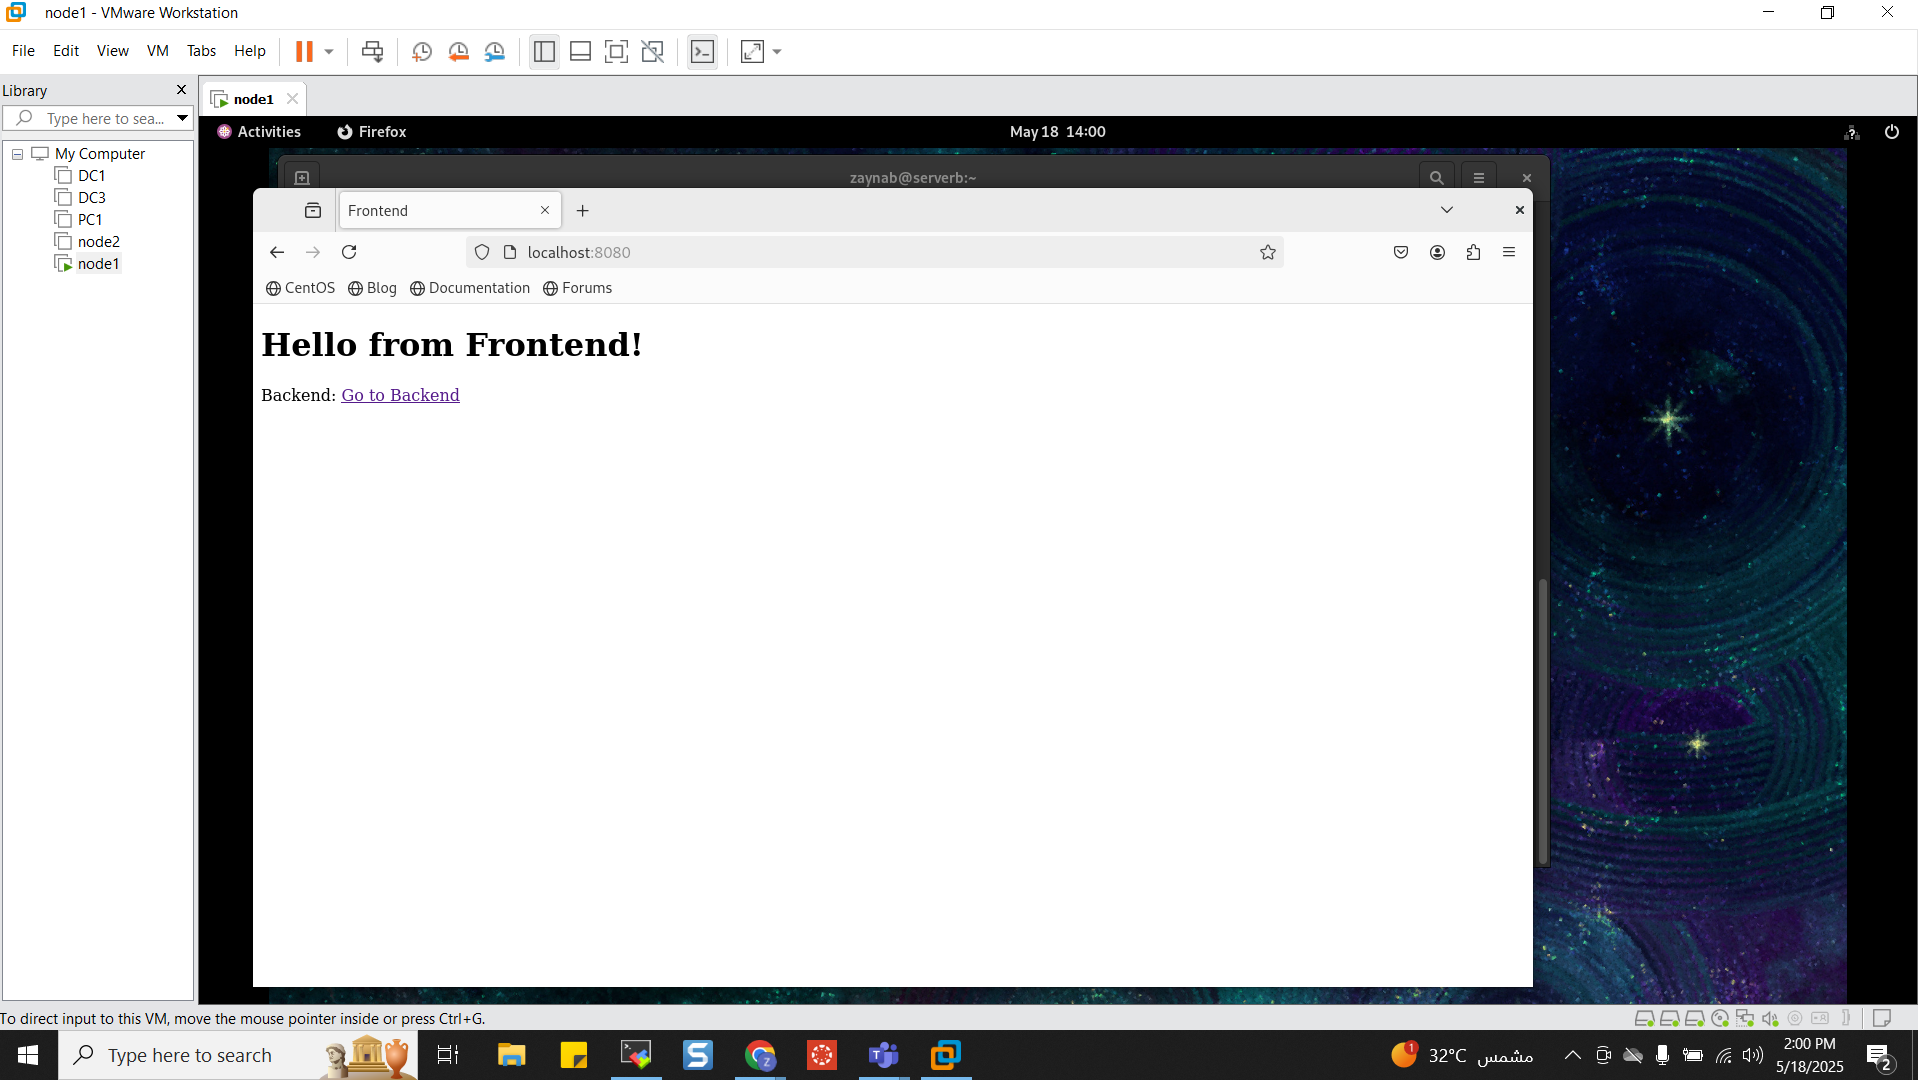 node1 - VMware Workstation
File Edit View VM Tabs Help
Library
Type here to sea...
My Computer
DC1
DC3
PC1
node2
node1
node1
Activities Firefox May 18 14:00
zaynab@serverb:~
Frontend
localhost:8080
CentOS Blog Documentation Forums
Hello from Frontend!
Backend: Go to Backend
To direct input to this VM, move the mouse pointer inside or press Ctrl+G.
Type here to search
1
32°C مشمس
2:00 PM
5/18/2025
2